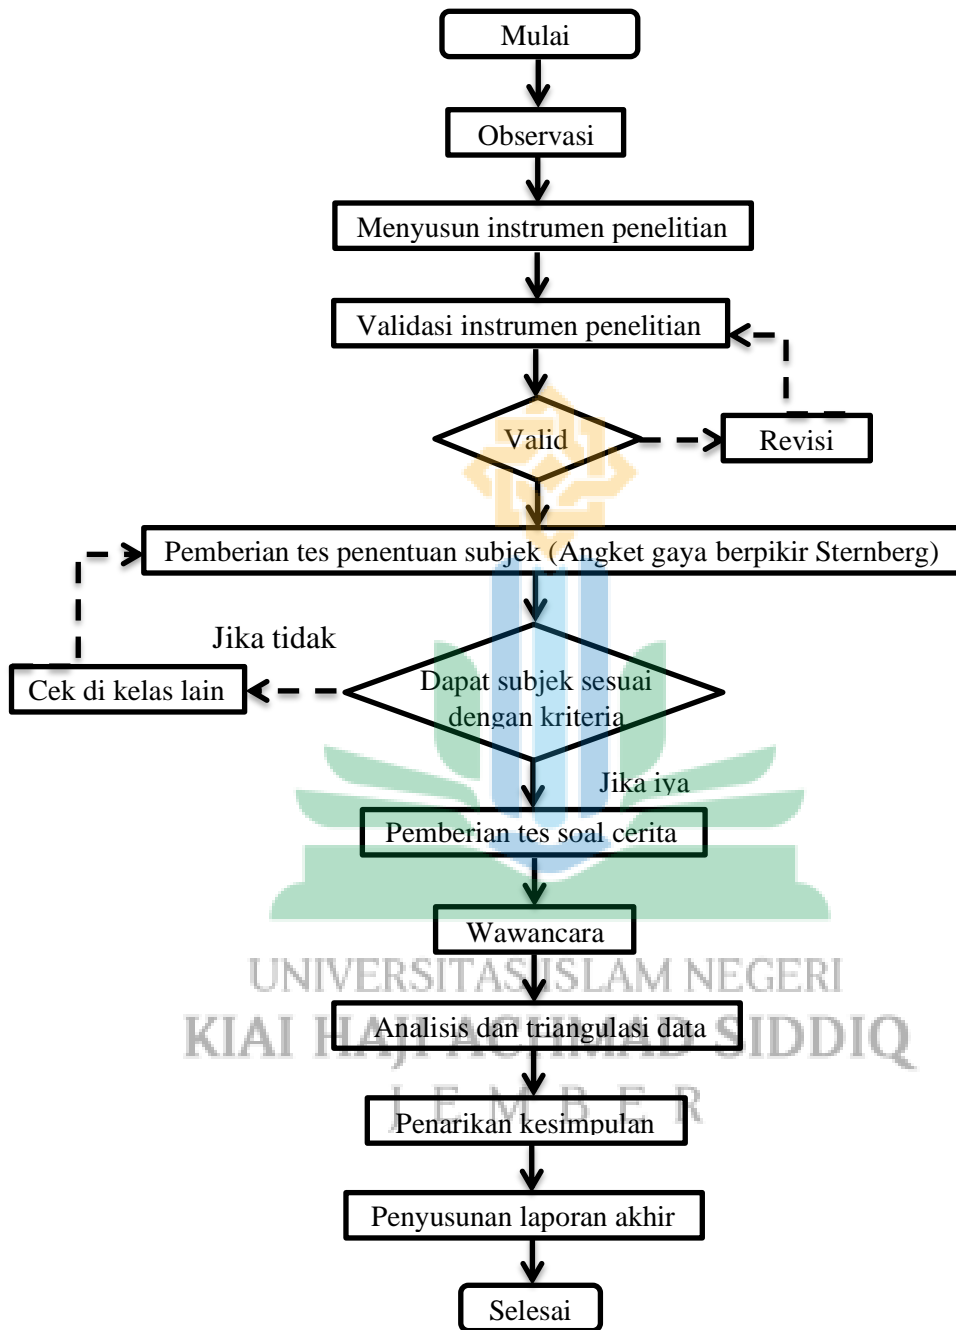 Mulai
Observasi
Menyusun instrumen penelitian
Validasi instrumen penelitian
Valid
Revisi
Pemberian tes penentuan subjek (Angket gaya berpikir Sternberg)
Jika tidak
Cek di kelas lain
Dapat subjek sesuai
dengan kriteria
Jika iya
Pemberian tes soal cerita
Wawancara
UNIVERSITAS ISLAM NEGERI
Analisis dan triangulasi data
KIAI HAJI ACHMAD SIDDIQ
JEMBER
Penarikan kesimpulan
Penyusunan laporan akhir
Selesai